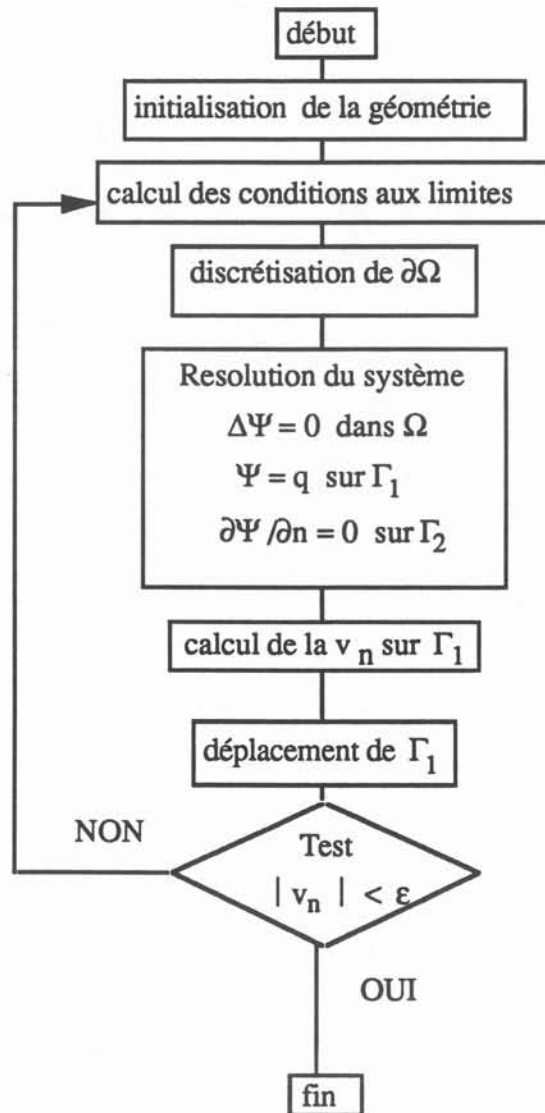 début
initialisation de la géométrie
calcul des conditions aux limites
discrétisation de ∂Ω
Resolution du système
ΔΨ = 0 dans Ω
Ψ = q sur Γ₁
∂Ψ /∂n = 0 sur Γ₂
calcul de la v n sur Γ₁
déplacement de Γ₁
NON
Test
| vₙ | < ε
OUI
fin